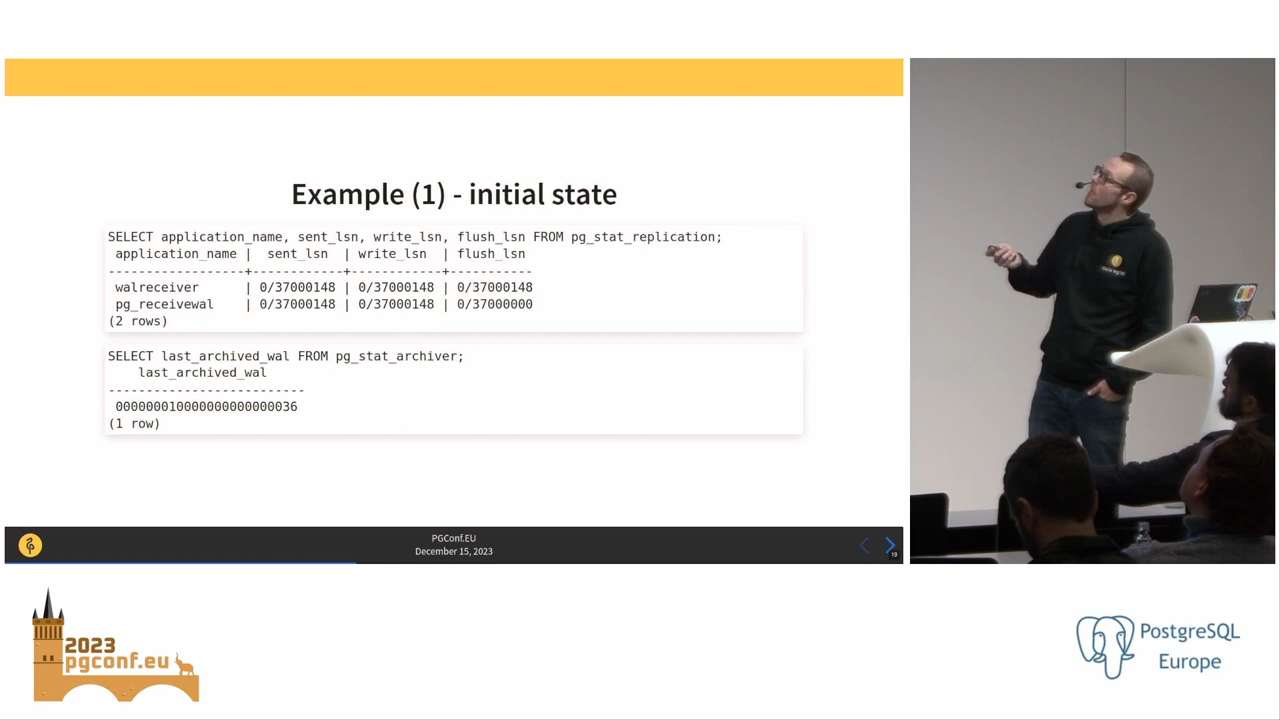 Example (1) - initial state
SELECT application_name, sent_lsn, write_lsn, flush_lsn FROM pg_stat_replication;
 application_name |  sent_lsn  | write_lsn  | flush_lsn
------------------+------------+------------+-----------
 walreceiver      | 0/37000148 | 0/37000148 | 0/37000148
 pg_receivewal    | 0/37000148 | 0/37000148 | 0/37000000
(2 rows)
SELECT last_archived_wal FROM pg_stat_archiver;
    last_archived_wal
--------------------------
 000000010000000000000036
(1 row)
PGConf.EU
December 15, 2023
19
2023
pgconf.eu
PostgreSQL
Europe